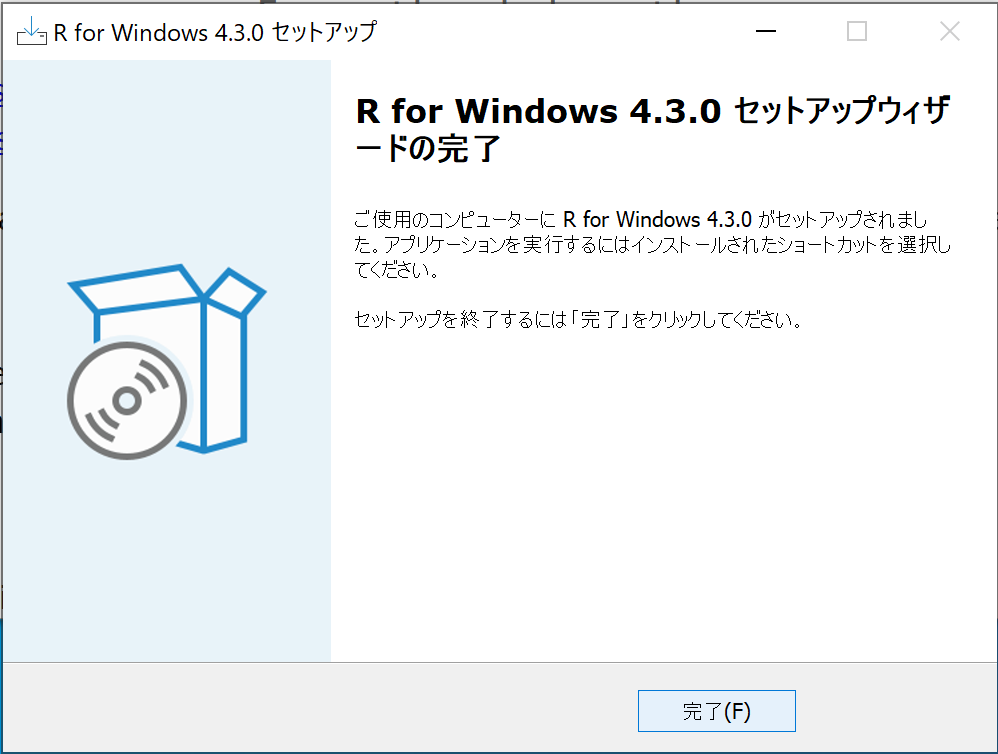 R for Windows 4.3.0 セットアップ
R for Windows 4.3.0 セットアップウィザ
ードの完了
ご使用のコンピューターに R for Windows 4.3.0 がセットアップされまし
た。アプリケーションを実行するにはインストールされたショートカットを選択し
てください。
セットアップを終了するには「完了」をクリックしてください。
完了(F)